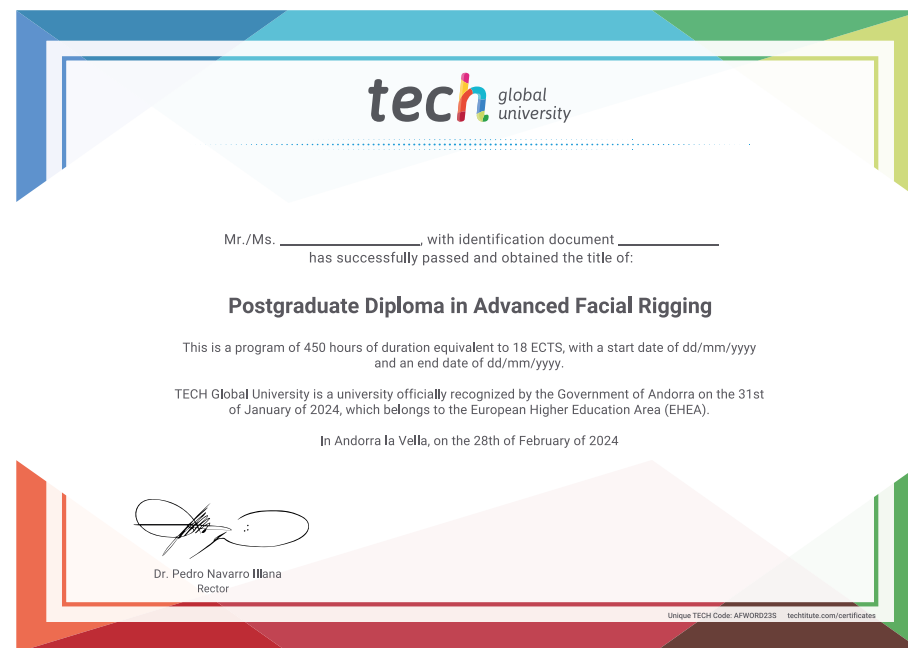 tech global university
Mr./Ms. ____________, with identification document ____________
has successfully passed and obtained the title of:
Postgraduate Diploma in Advanced Facial Rigging
This is a program of 450 hours of duration equivalent to 18 ECTS, with a start date of dd/mm/yyyy
and an end date of dd/mm/yyyy.
TECH Global University is a university officially recognized by the Government of Andorra on the 31st
of January of 2024, which belongs to the European Higher Education Area (EHEA).
In Andorra la Vella, on the 28th of February of 2024
Dr. Pedro Navarro Illana
Rector
Unique TECH Code: AFWORD23S techtitute.com/certificates